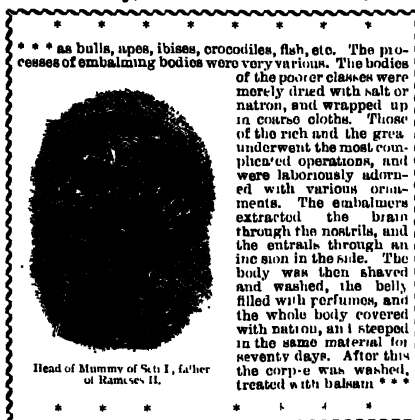 * * * * * * *
* * * as bulls, apes, ibises, crocodiles, fish, etc. The pro-
cesses of embalming bodies were very various. The bodies
of the poorer classes were
merely dried with salt or
natron, and wrapped up
in coarse cloths. Those
of the rich and the grea
underwent the most com-
plicated operations, and
were laboriously adorn-
ed with various orna-
ments. The embalmers
extracted the brain
through the nostrils, and
the entrails through an
incision in the side. The
body was then shaved
and washed, the belly
filled with perfumes, and
the whole body covered
with natron, and steeped
in the same material for
seventy days. After this
the corpse was washed,
treated with balsam * * *
Head of Mummy of Seti I, father
of Rameses II.
* * * * * * *